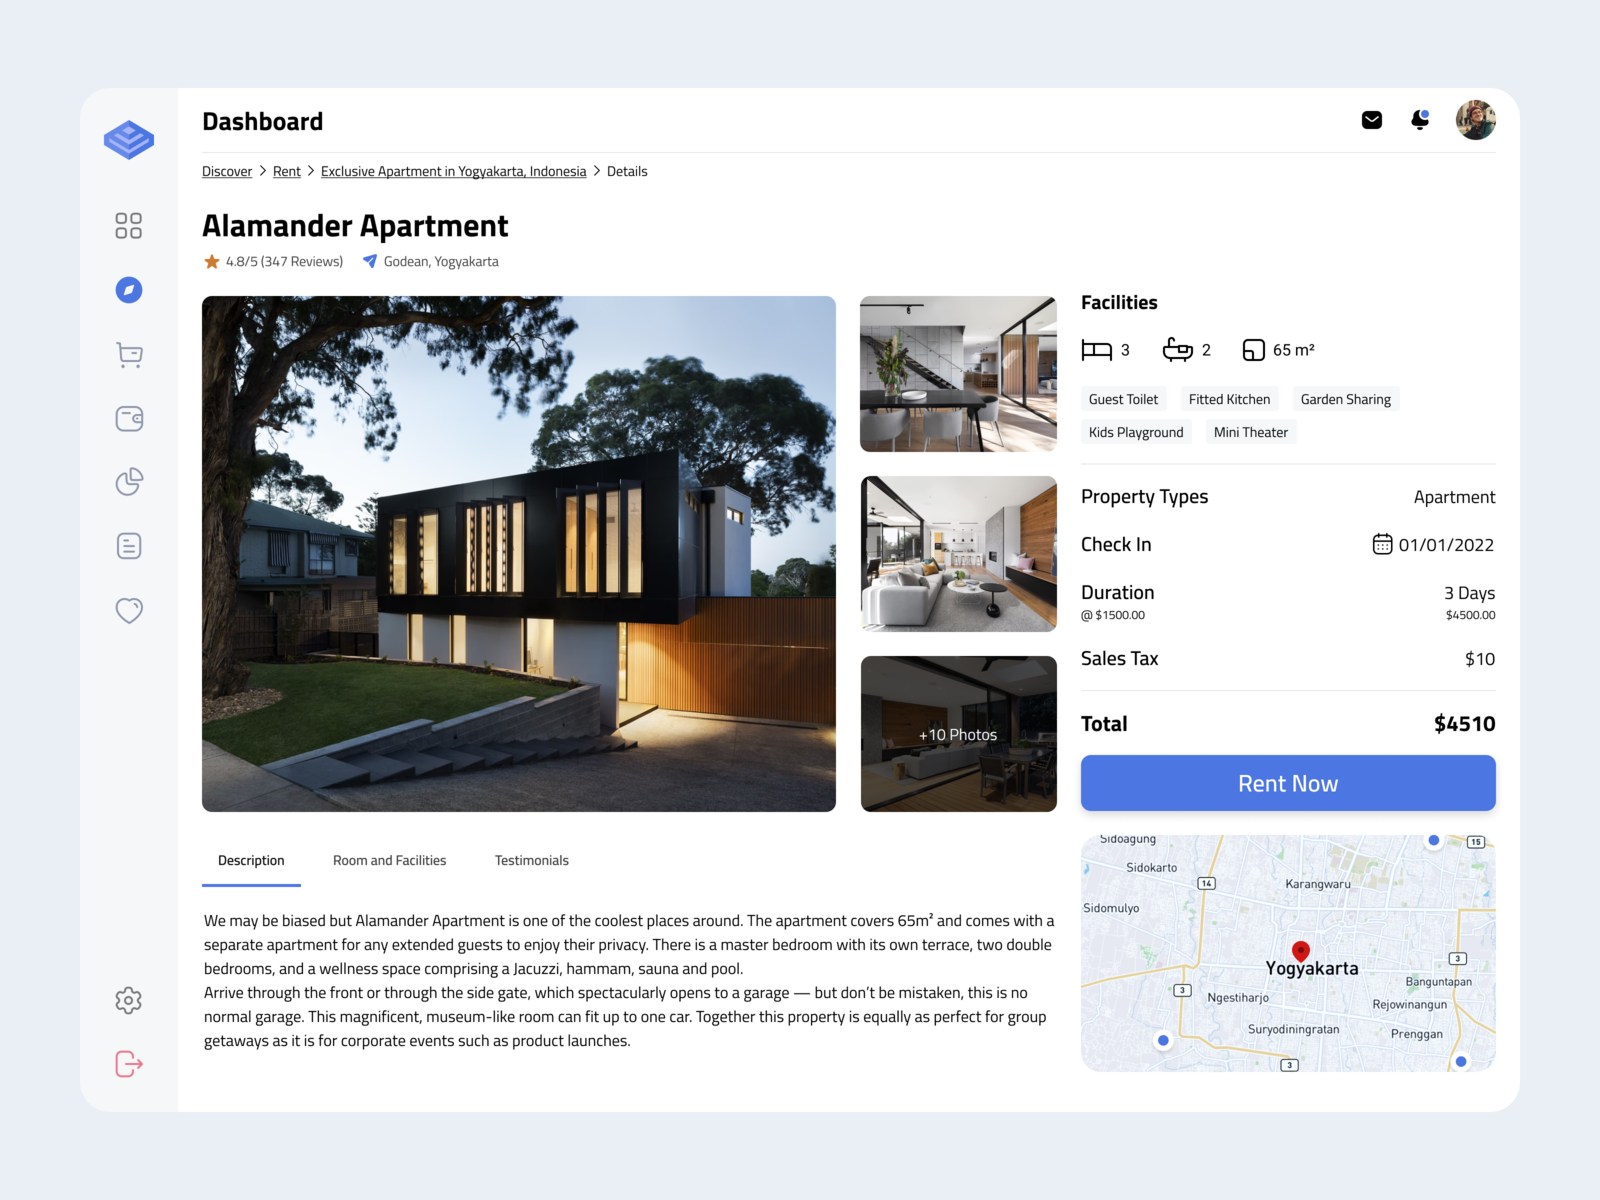 Dashboard
Discover > Rent > Exclusive Apartment in Yogyakarta, Indonesia > Details
Alamander Apartment
4.8/5 (347 Reviews) Godean, Yogyakarta
+10 Photos
Facilities
3 2 65 m²
Guest Toilet Fitted Kitchen Garden Sharing
Kids Playground Mini Theater
Property Types Apartment
Check In 01/01/2022
Duration 3 Days
@ $1500.00 $4500.00
Sales Tax $10
Total $4510
Rent Now
Description Room and Facilities Testimonials
We may be biased but Alamander Apartment is one of the coolest places around. The apartment covers 65m² and comes with a
separate apartment for any extended guests to enjoy their privacy. There is a master bedroom with its own terrace, two double
bedrooms, and a wellness space comprising a Jacuzzi, hammam, sauna and pool.
Arrive through the front or through the side gate, which spectacularly opens to a garage — but don’t be mistaken, this is no
normal garage. This magnificent, museum-like room can fit up to one car. Together this property is equally as perfect for group
getaways as it is for corporate events such as product launches.
Sidoagung
15
Sidokarto
14
Karangwaru
Sidomulyo
3
Yogyakarta
Banguntapan
3
Ngestiharjo
Rejowinangun
Suryodiningratan
Prenggan
3